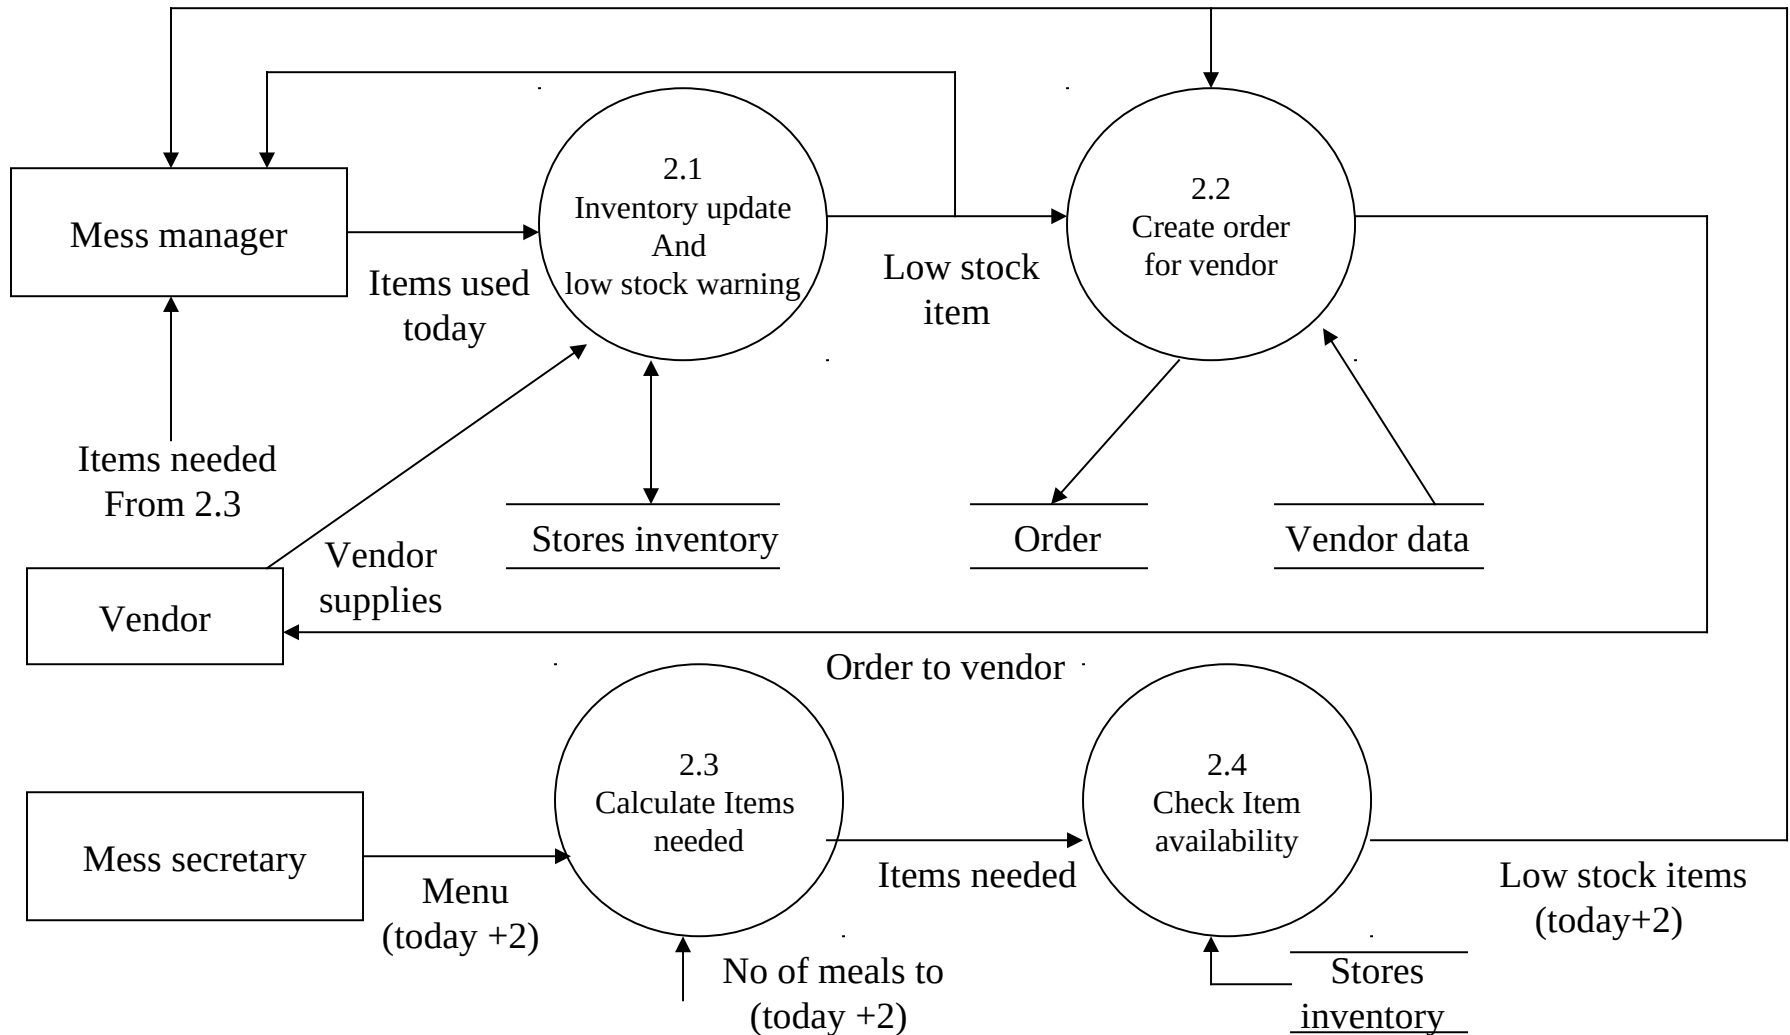 2.1
Inventory update
And
low stock warning
2.2
Create order
for vendor
Mess manager
Items used
today
Low stock
item
Items needed
From 2.3
Stores inventory
Order
Vendor data
Vendor
supplies
Vendor
Order to vendor
2.3
Calculate Items
needed
2.4
Check Item
availability
Mess secretary
Menu
(today +2)
Items needed
Low stock items
(today+2)
No of meals to
(today +2)
Stores
inventory